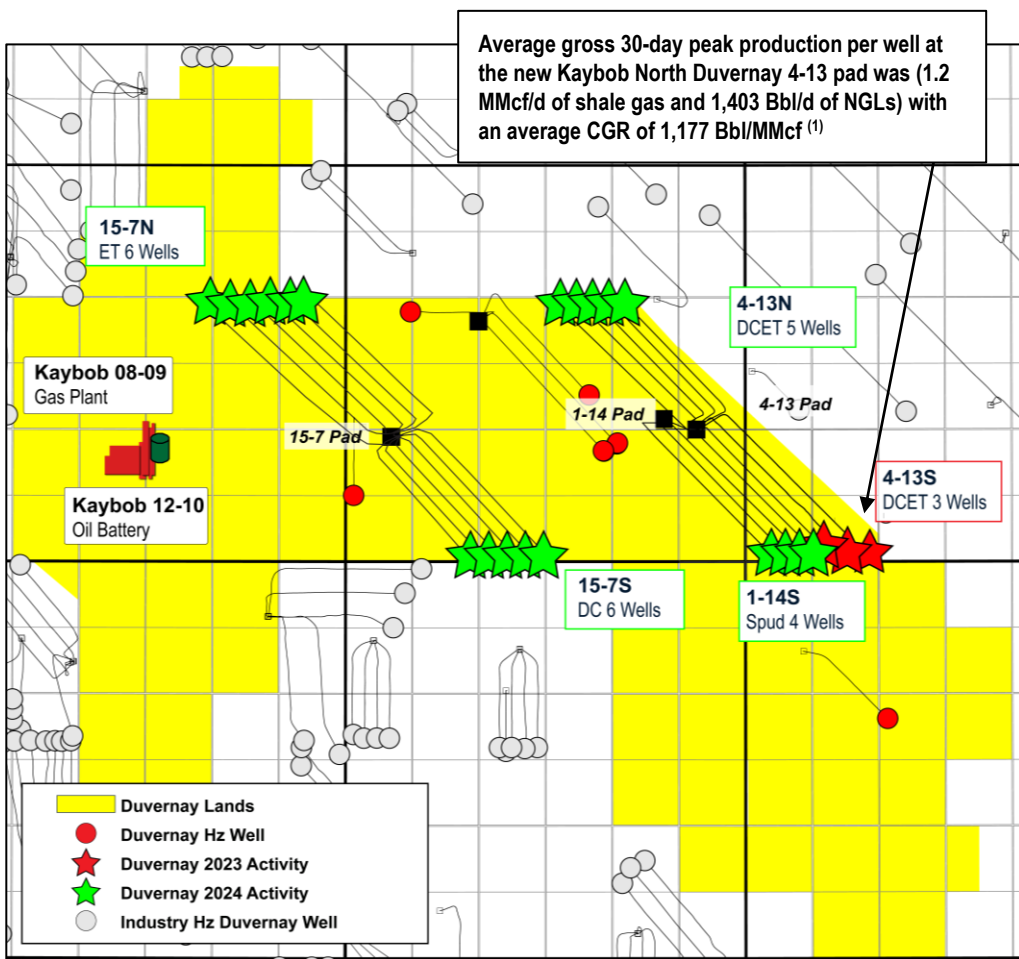 Average gross 30-day peak production per well at
the new Kaybob North Duvernay 4-13 pad was (1.2
MMcf/d of shale gas and 1,403 Bbl/d of NGLs) with
an average CGR of 1,177 Bbl/MMcf (1)
15-7N
ET 6 Wells
4-13N
DCET 5 Wells
Kaybob 08-09
Gas Plant
15-7 Pad
1-14 Pad
4-13 Pad
Kaybob 12-10
Oil Battery
4-13S
DCET 3 Wells
15-7S
DC 6 Wells
1-14S
Spud 4 Wells
Duvernay Lands
Duvernay Hz Well
Duvernay 2023 Activity
Duvernay 2024 Activity
Industry Hz Duvernay Well